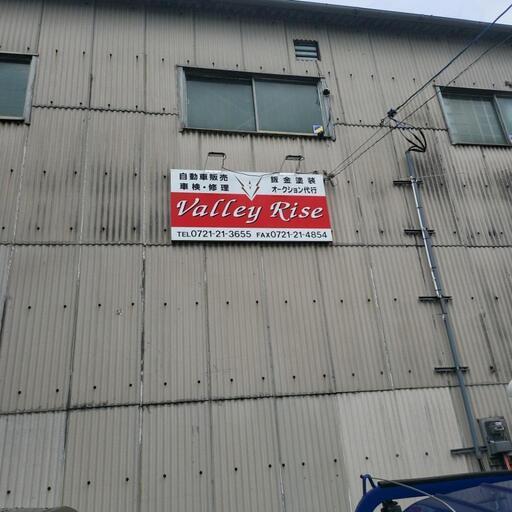 自動車販売 鈑金塗装
車検・修理 オークション代行
Valley Rise
TEL0721-21-3655 FAX0721-21-4854